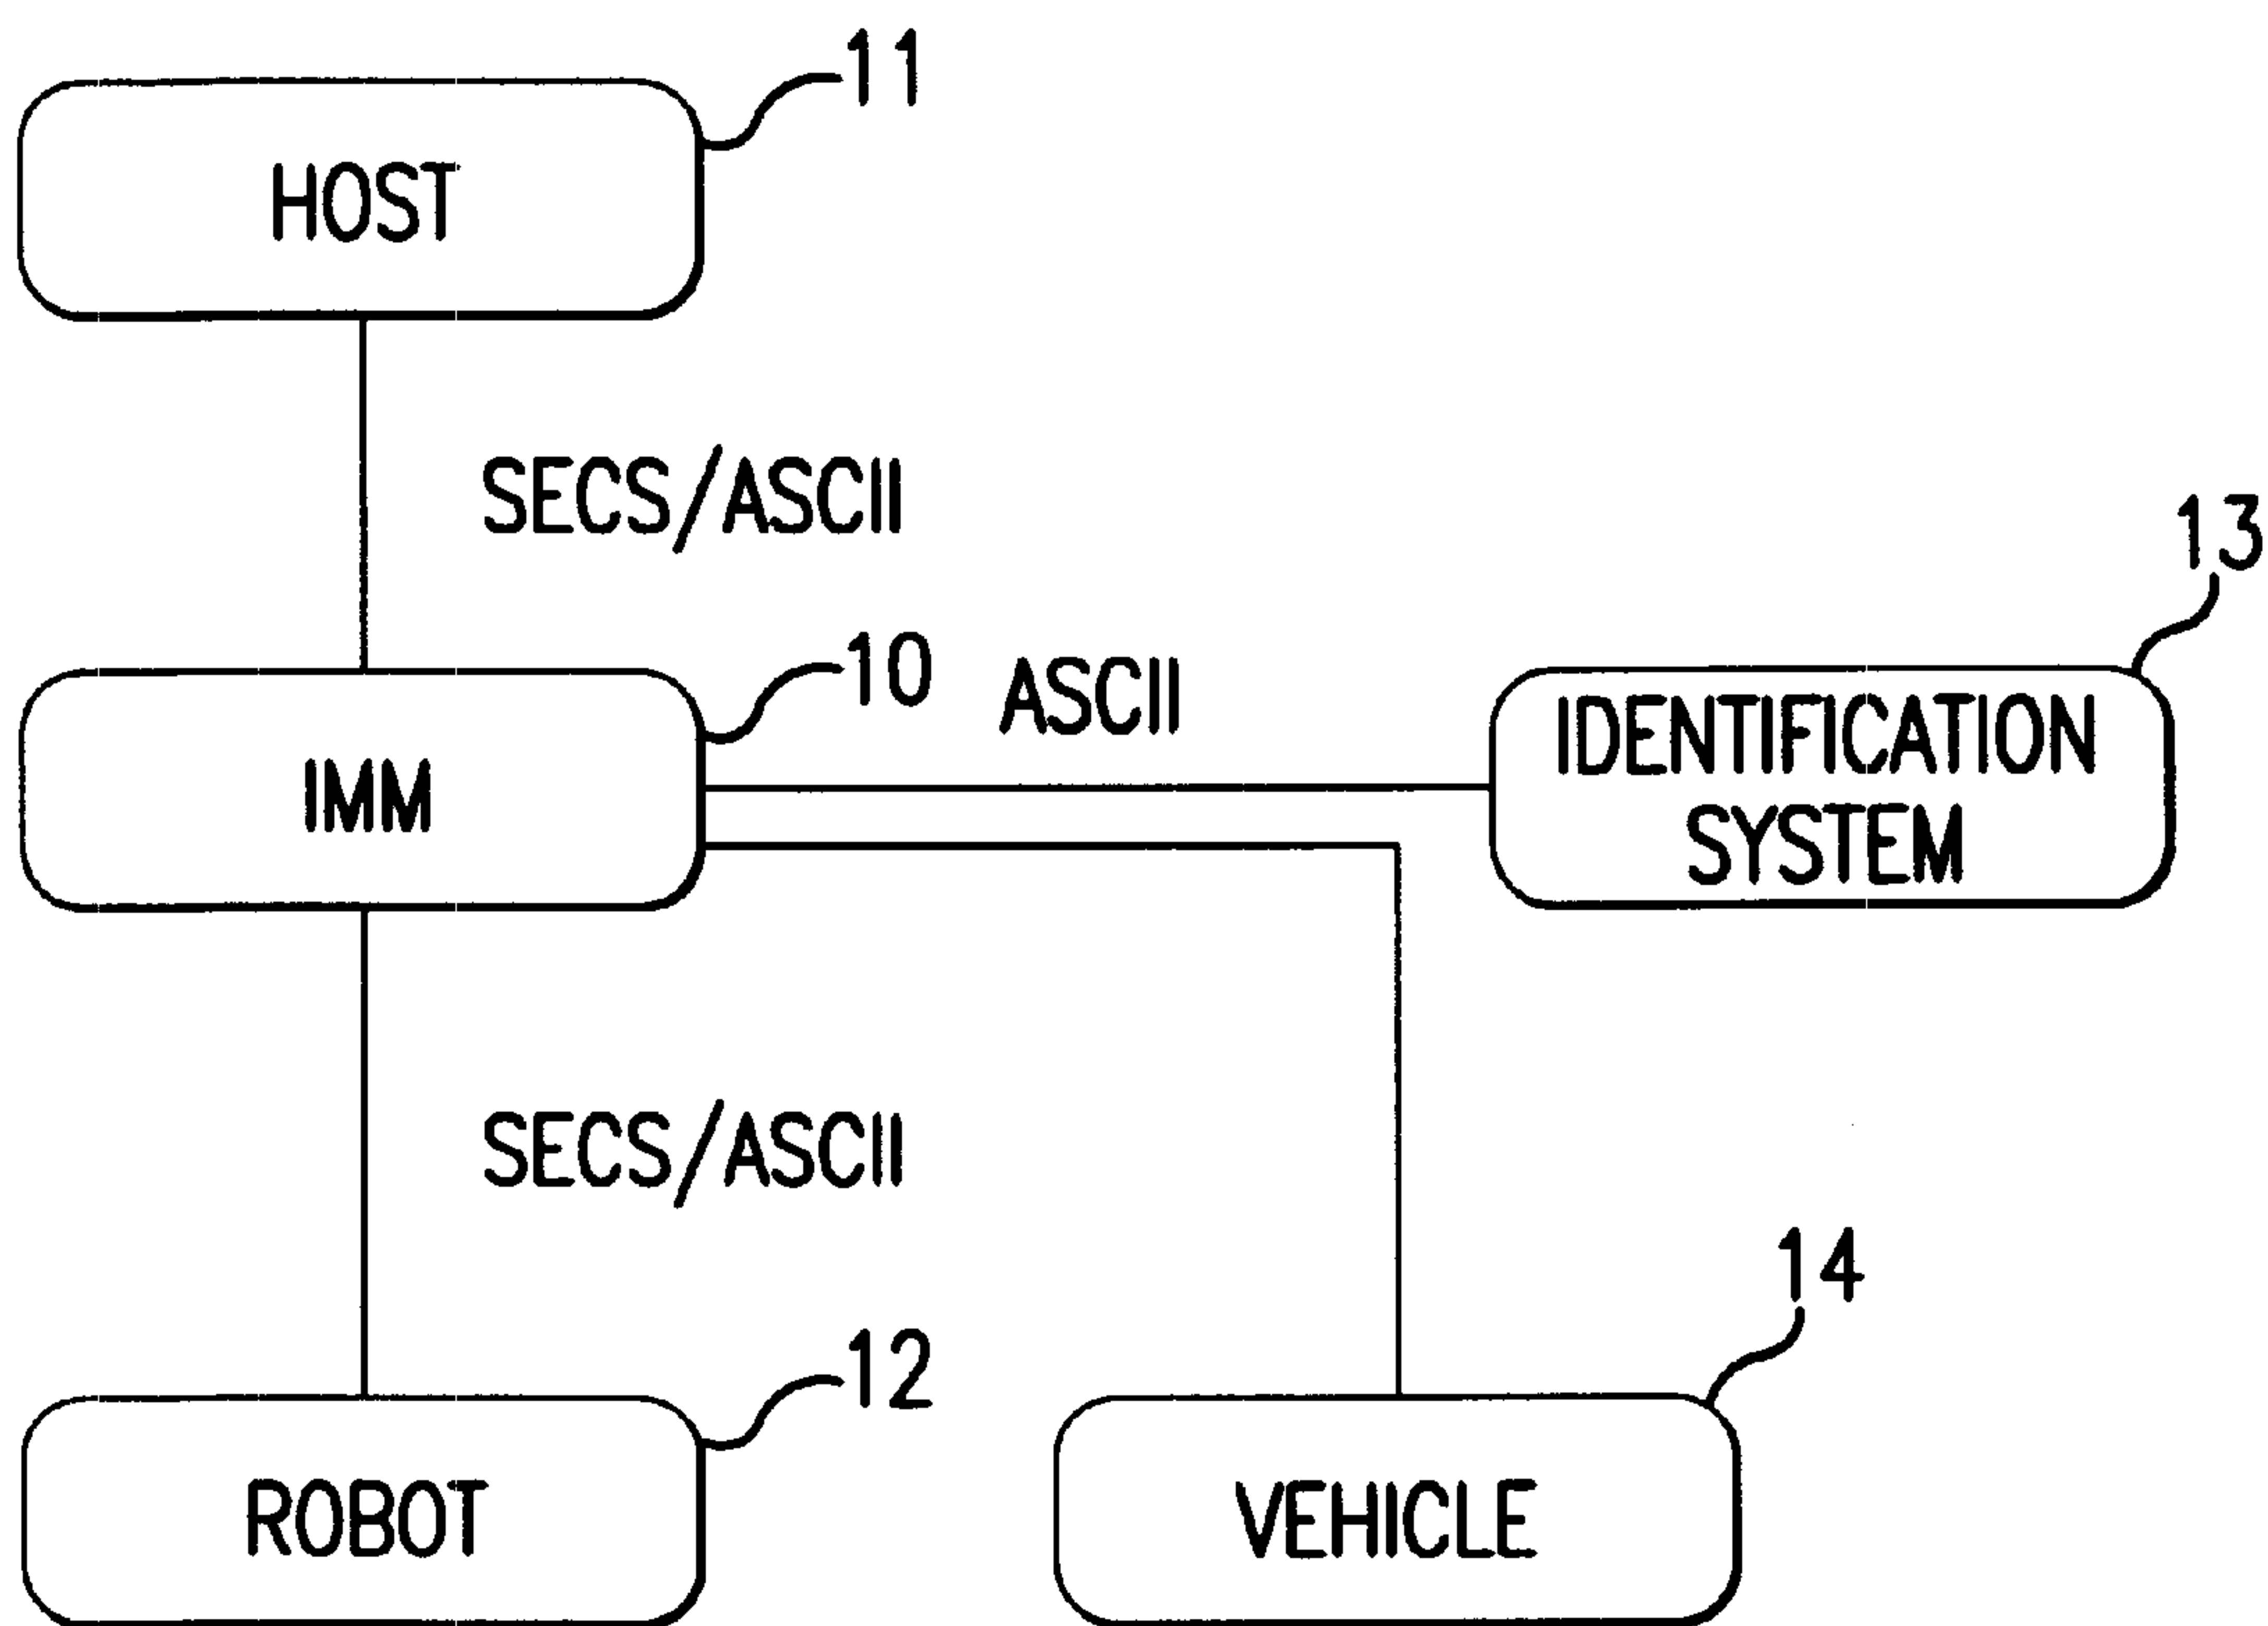 11
HOST
SECS/ASCII
10
ASCII
13
IMM
IDENTIFICATION
SYSTEM
SECS/ASCII
14
12
ROBOT
VEHICLE